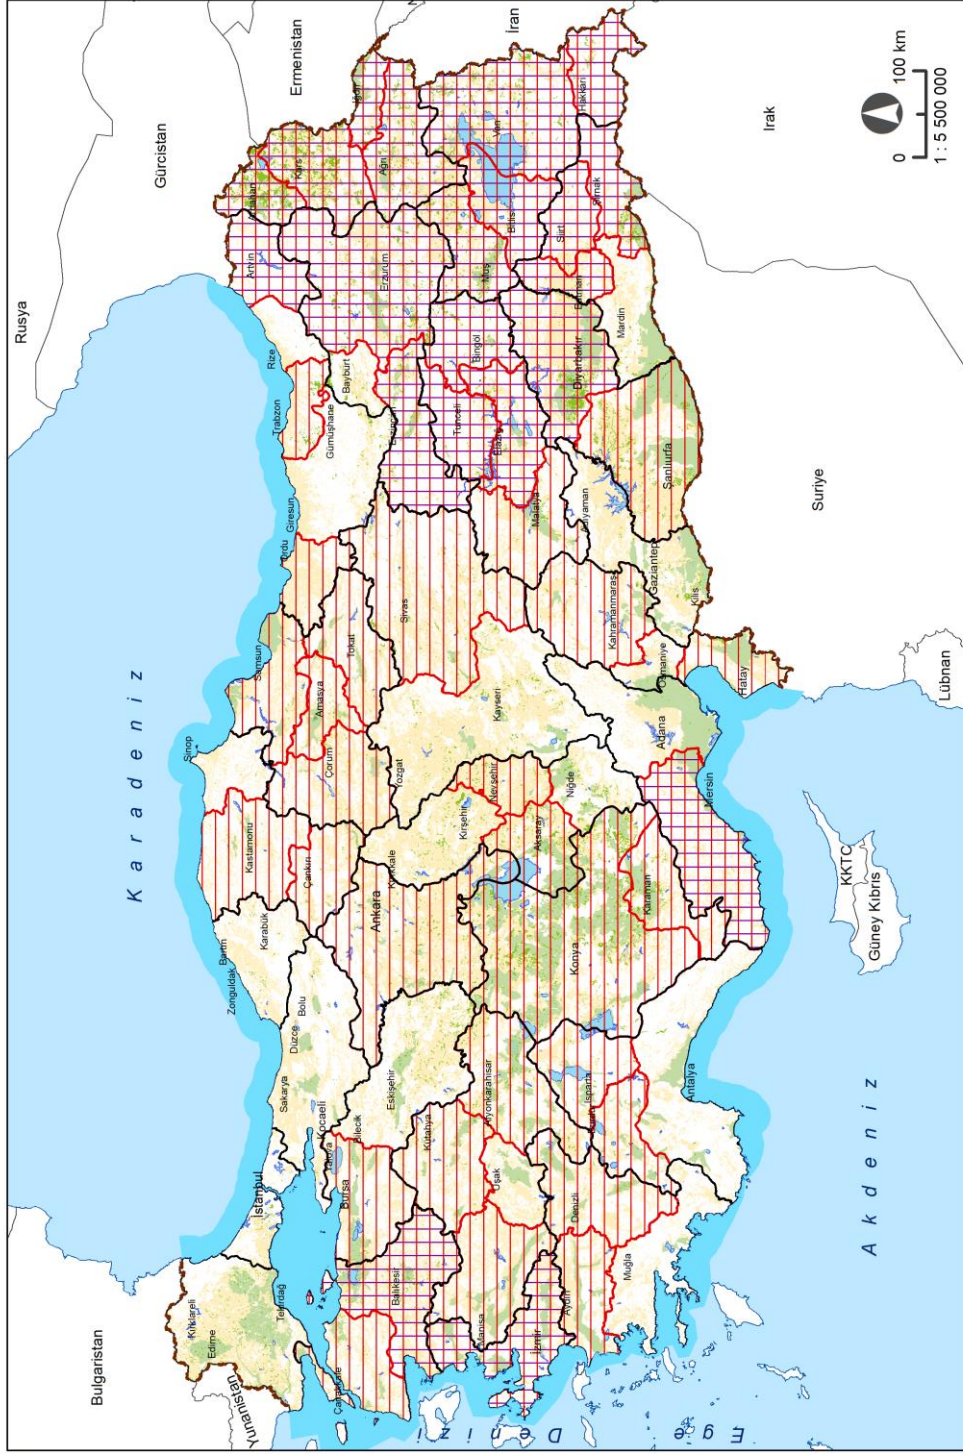 Rusya
Bulgaristan
Gürcistan
Ermenistan
İran
Irak
Suriye
Lübnan
Yunanistan
KKTC
Güney Kıbrıs
Karadeniz
Akdeniz
Ege Denizi
Kırklareli
Edirne
Tekirdağ
İstanbul
Çanakkale
Yalova
Kocaeli
Sakarya
Düzce
Bolu
Zonguldak
Bartın
Karabük
Kastamonu
Sinop
Çankırı
Samsun
Amasya
Çorum
Tokat
Ordu
Giresun
Trabzon
Rize
Gümüşhane
Bayburt
Artvin
Ardahan
Kars
Iğdır
Ağrı
Erzurum
Erzincan
Tunceli
Bingöl
Muş
Bitlis
Van
Hakkari
Şırnak
Siirt
Batman
Diyarbakır
Mardin
Elazığ
Malatya
Adıyaman
Şanlıurfa
Gaziantep
Kilis
Kahramanmaraş
Osmaniye
Hatay
Adana
Mersin
Sivas
Kayseri
Yozgat
Kırşehir
Nevşehir
Niğde
Aksaray
Kırıkkale
Ankara
Konya
Karaman
Eskişehir
Bilecik
Bursa
Balıkesir
Kütahya
Afyonkarahisar
Uşak
Manisa
İzmir
Aydın
Denizli
Isparta
Muğla
Antalya
0 100 km
1 : 5 500 000